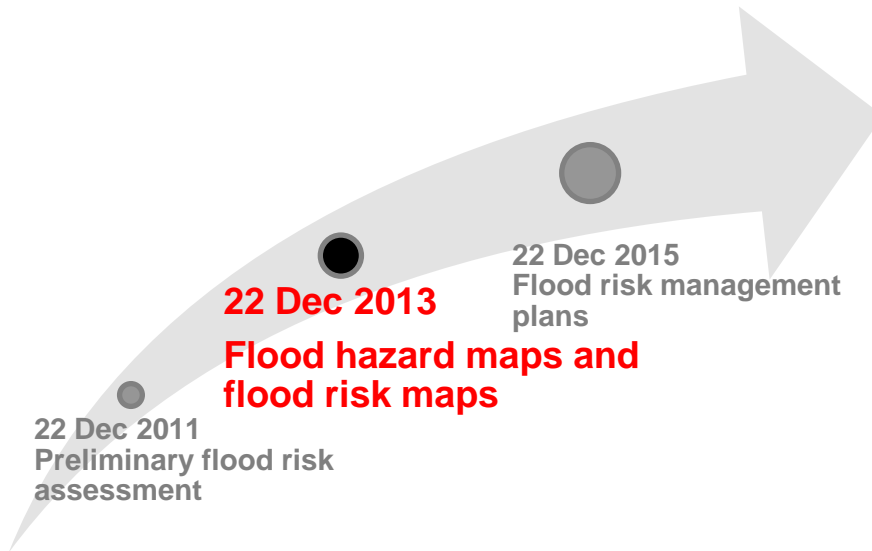 22 Dec 2015
Flood risk management
plans
22 Dec 2013
Flood hazard maps and
flood risk maps
22 Dec 2011
Preliminary flood risk
assessment